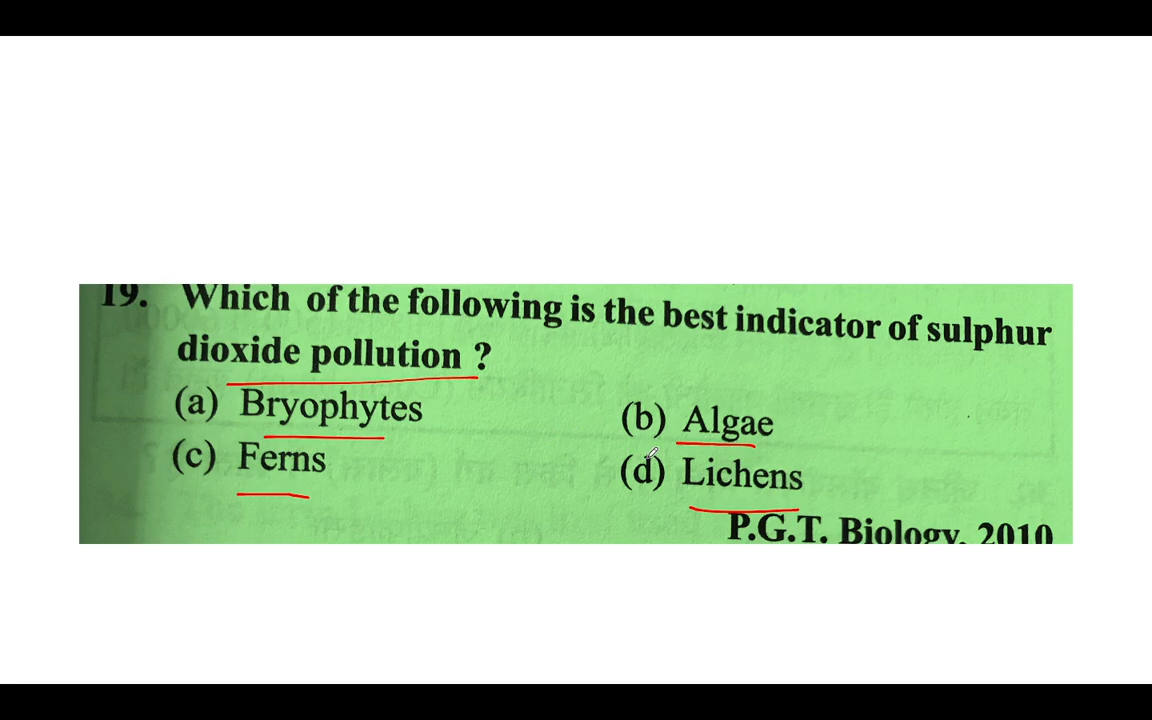 19. Which of the following is the best indicator of sulphur
dioxide pollution ?
(a) Bryophytes (b) Algae
(c) Ferns (d) Lichens
P.G.T. Biology, 2010